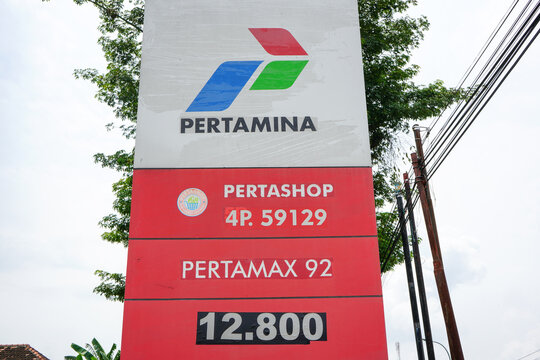 PERTAMINA
PERTASHOP
4P. 59129
PERTAMAX 92
12.800